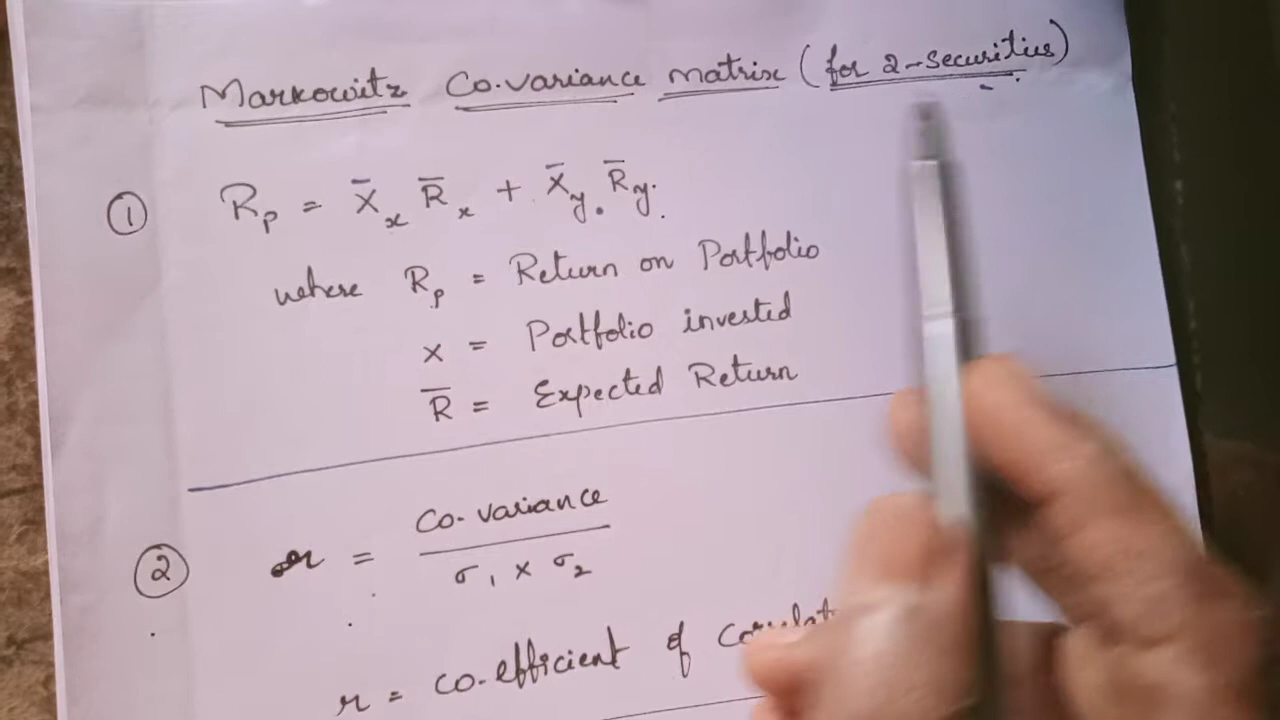 Markowitz Co.variance matrix (for 2-securities)
① Rₚ = X̄ₓ R̄ₓ + X̄y. R̄y.
where Rₚ = Return on Portfolio
x = Portfolio invested
R̄ = Expected Return
② r = Co-variance
σ₁ × σ₂
r = co-efficient of